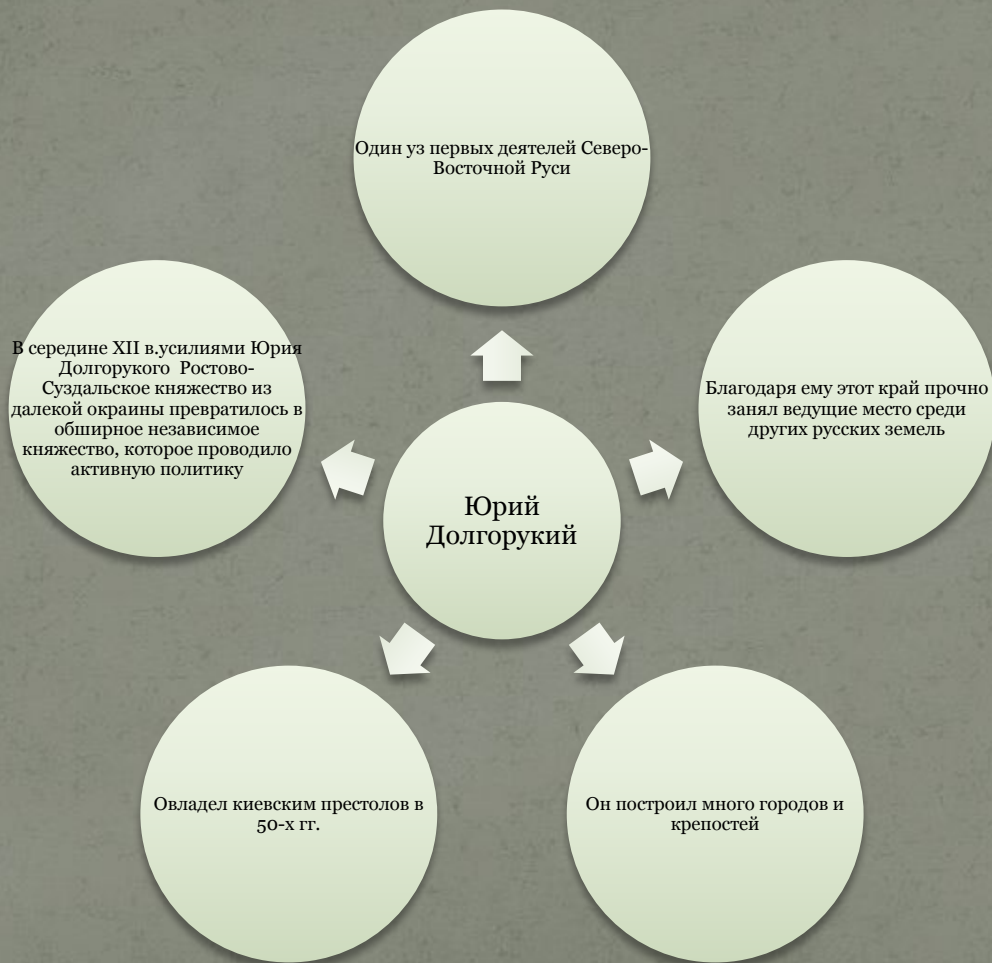 Один уз первых деятелей Северо-
Восточной Руси
В середине XII в.усилиями Юрия
Долгорукого Ростово-
Суздальское княжество из
далекой окраины превратилось в
обширное независимое
княжество, которое проводило
активную политику
Благодаря ему этот край прочно
занял ведущие место среди
других русских земель
Юрий
Долгорукий
Овладел киевским престолов в
50-х гг.
Он построил много городов и
крепостей